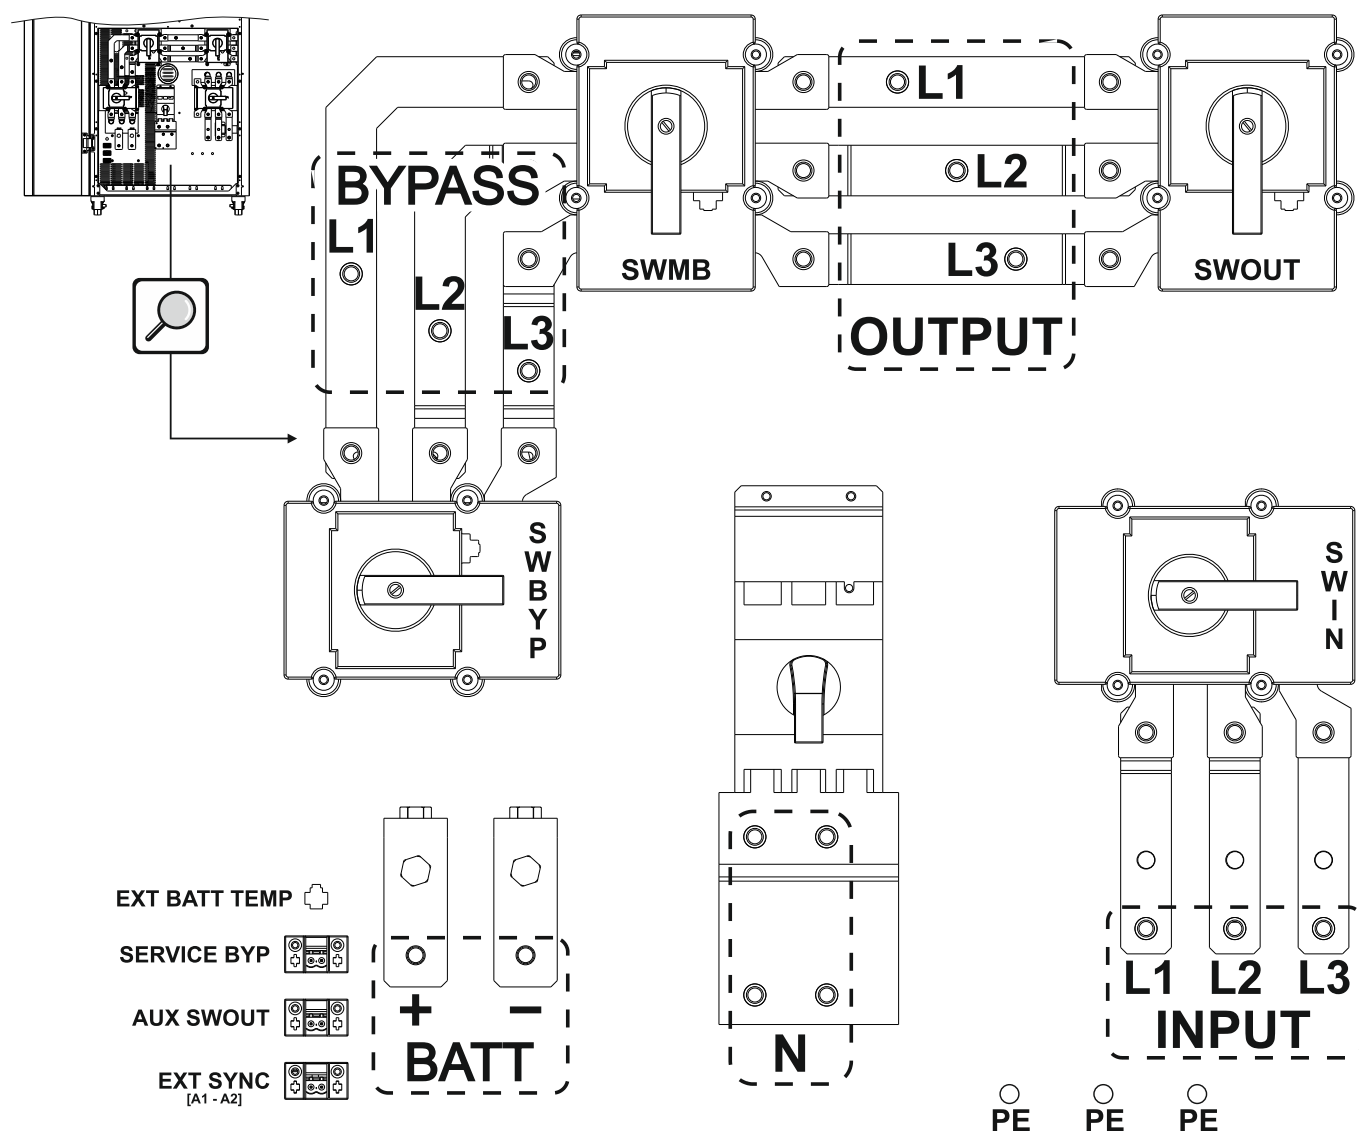 L1
BYPASS
L2
L1
L3
SWMB
SWOUT
L2
L3
OUTPUT
S
W
B
Y
P
S
W
I
N
EXT BATT TEMP
SERVICE BYP
L1 L2 L3
+ −
AUX SWOUT
INPUT
BATT
N
EXT SYNC
[A1 - A2]
PE PE PE